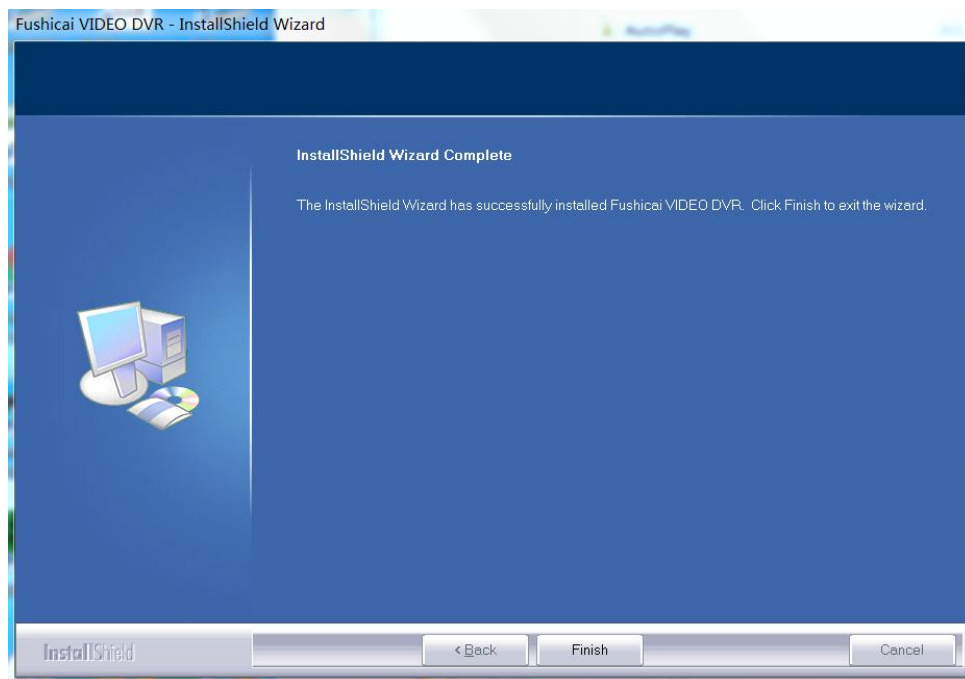 Fushicai VIDEO DVR - InstallShield Wizard
AutoPlay
InstallShield Wizard Complete
The InstallShield Wizard has successfully installed Fushicai VIDEO DVR. Click Finish to exit the wizard.
InstallShield
< Back
Finish
Cancel